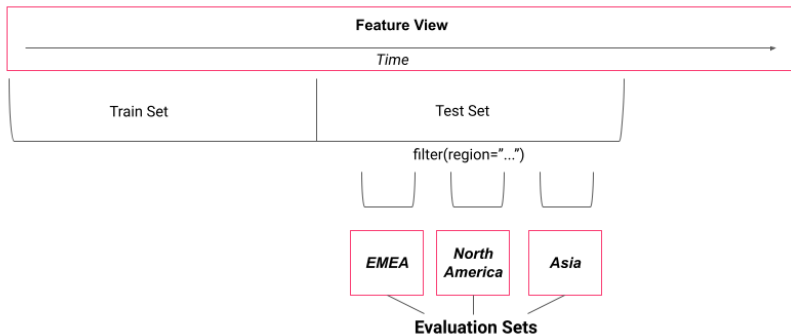 Feature View
Time
Train Set
Test Set
filter(region="...")
EMEA
North
America
Asia
Evaluation Sets